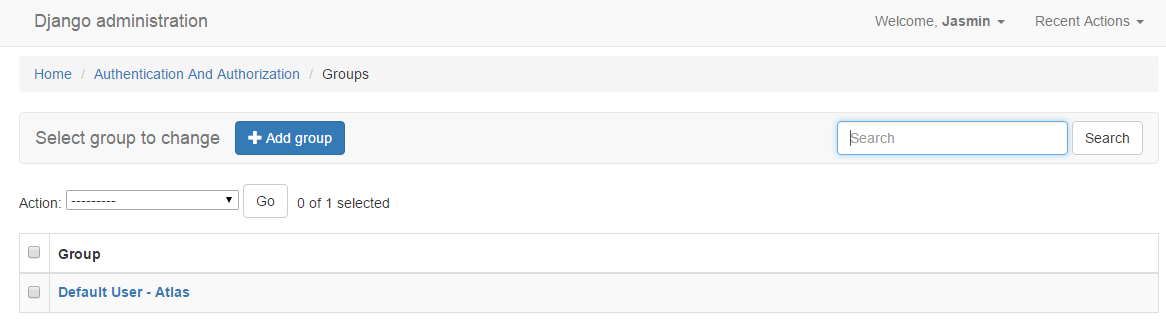 Django administration Welcome, Jasmin Recent Actions
Home / Authentication And Authorization / Groups
Select group to change Add group Search Search
Action: --------- Go 0 of 1 selected
Group
Default User - Atlas